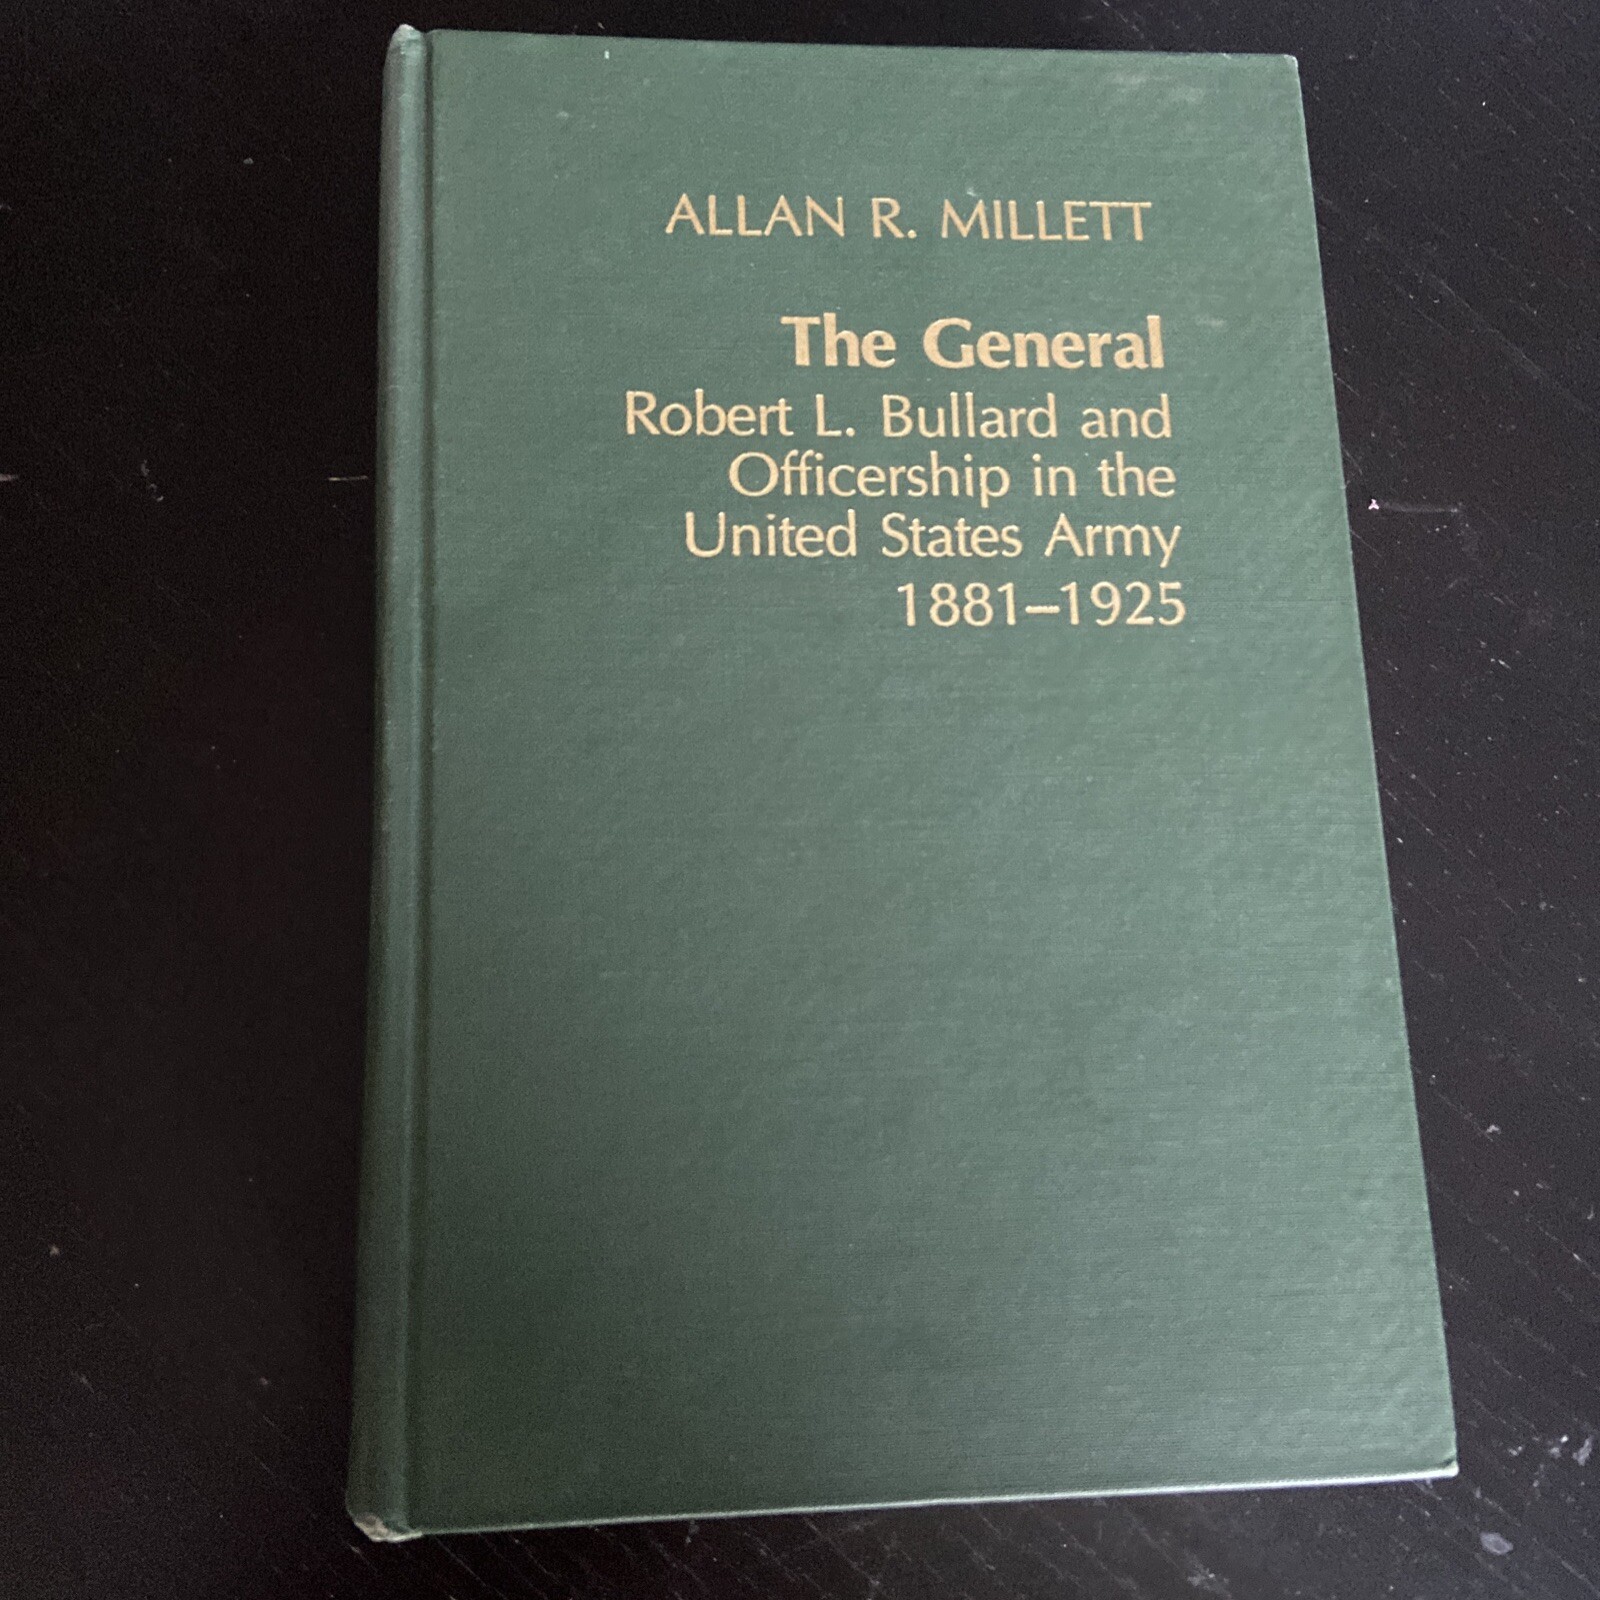 ALLAN R. MILLETT
The General
Robert L. Bullard and
Officership in the
United States Army
1881–1925